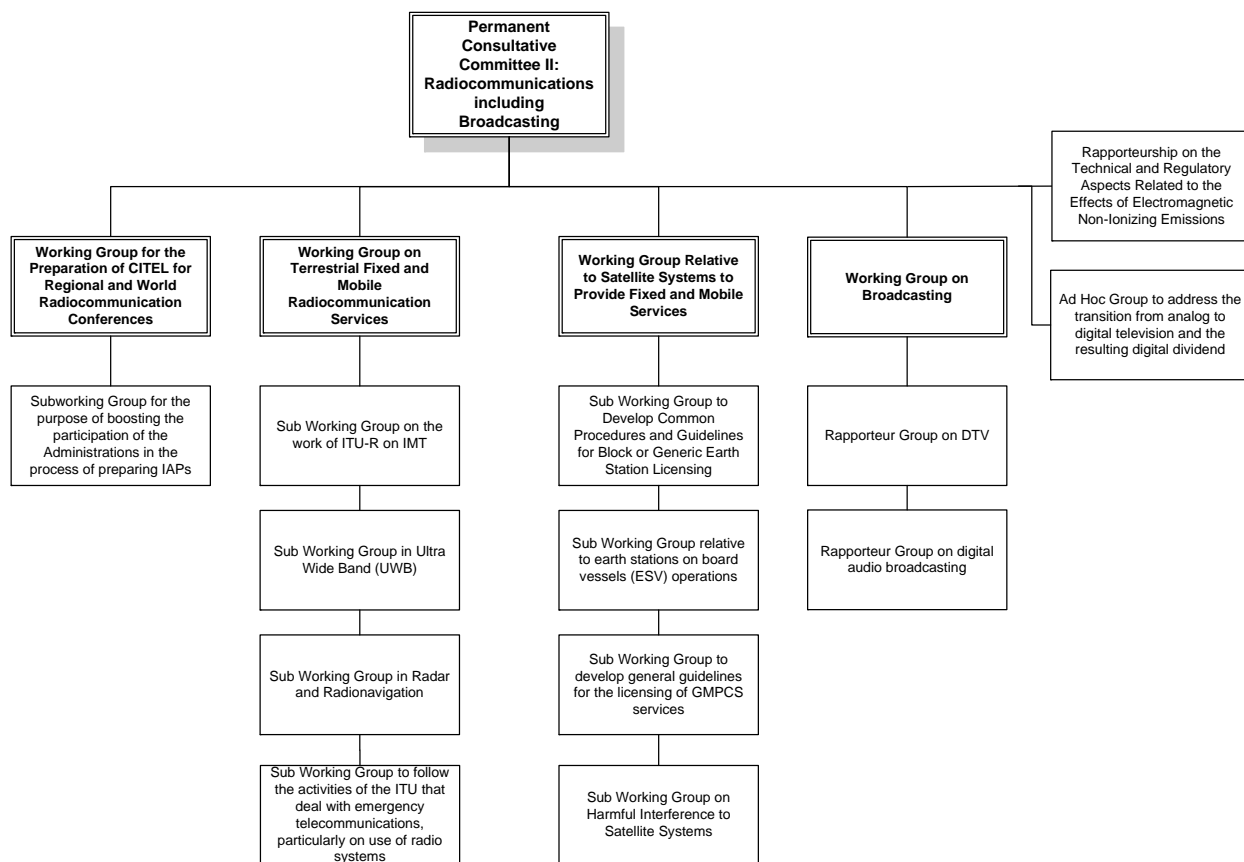 Permanent
Consultative
Committee II:
Radiocommunications
including
Broadcasting
Rapporteurship on the
Technical and Regulatory
Aspects Related to the
Effects of Electromagnetic
Non-Ionizing Emissions
Working Group for the
Preparation of CITEL for
Regional and World
Radiocommunication
Conferences
Working Group on
Terrestrial Fixed and
Mobile
Radiocommunication
Services
Working Group Relative
to Satellite Systems to
Provide Fixed and Mobile
Services
Working Group on
Broadcasting
Ad Hoc Group to address the
transition from analog to
digital television and the
resulting digital dividend
Subworking Group for the
purpose of boosting the
participation of the
Administrations in the
process of preparing IAPs
Sub Working Group on the
work of ITU-R on IMT
Sub Working Group to
Develop Common
Procedures and Guidelines
for Block or Generic Earth
Station Licensing
Rapporteur Group on DTV
Sub Working Group in Ultra
Wide Band (UWB)
Sub Working Group relative
to earth stations on board
vessels (ESV) operations
Rapporteur Group on digital
audio broadcasting
Sub Working Group in Radar
and Radionavigation
Sub Working Group to
develop general guidelines
for the licensing of GMPCS
services
Sub Working Group to follow
the activities of the ITU that
deal with emergency
telecommunications,
particularly on use of radio
systems
Sub Working Group on
Harmful Interference to
Satellite Systems